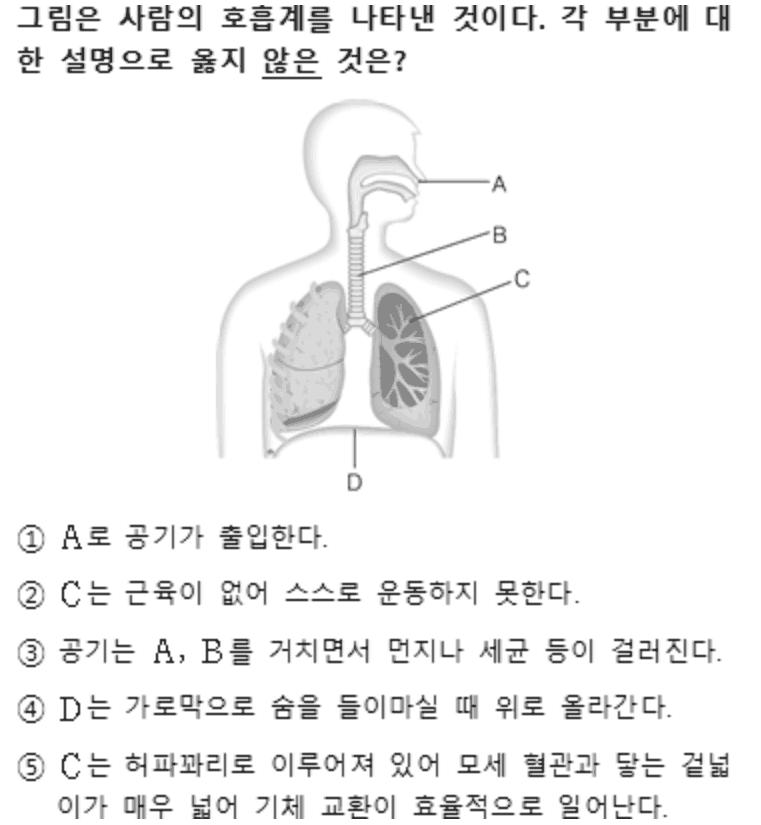 그림은 사람의 호흡계를 나타낸 것이다. 각 부분에 대
한 설명으로 옳지 않은 것은?
A
B
C
D
① A로 공기가 출입한다.
② C는 근육이 없어 스스로 운동하지 못한다.
③ 공기는 A, B를 거치면서 먼지나 세균 등이 걸러진다.
④ D는 가로막으로 숨을 들이마실 때 위로 올라간다.
⑤ C는 허파꽈리로 이루어져 있어 모세 혈관과 닿는 겉넓
이가 매우 넓어 기체 교환이 효율적으로 일어난다.